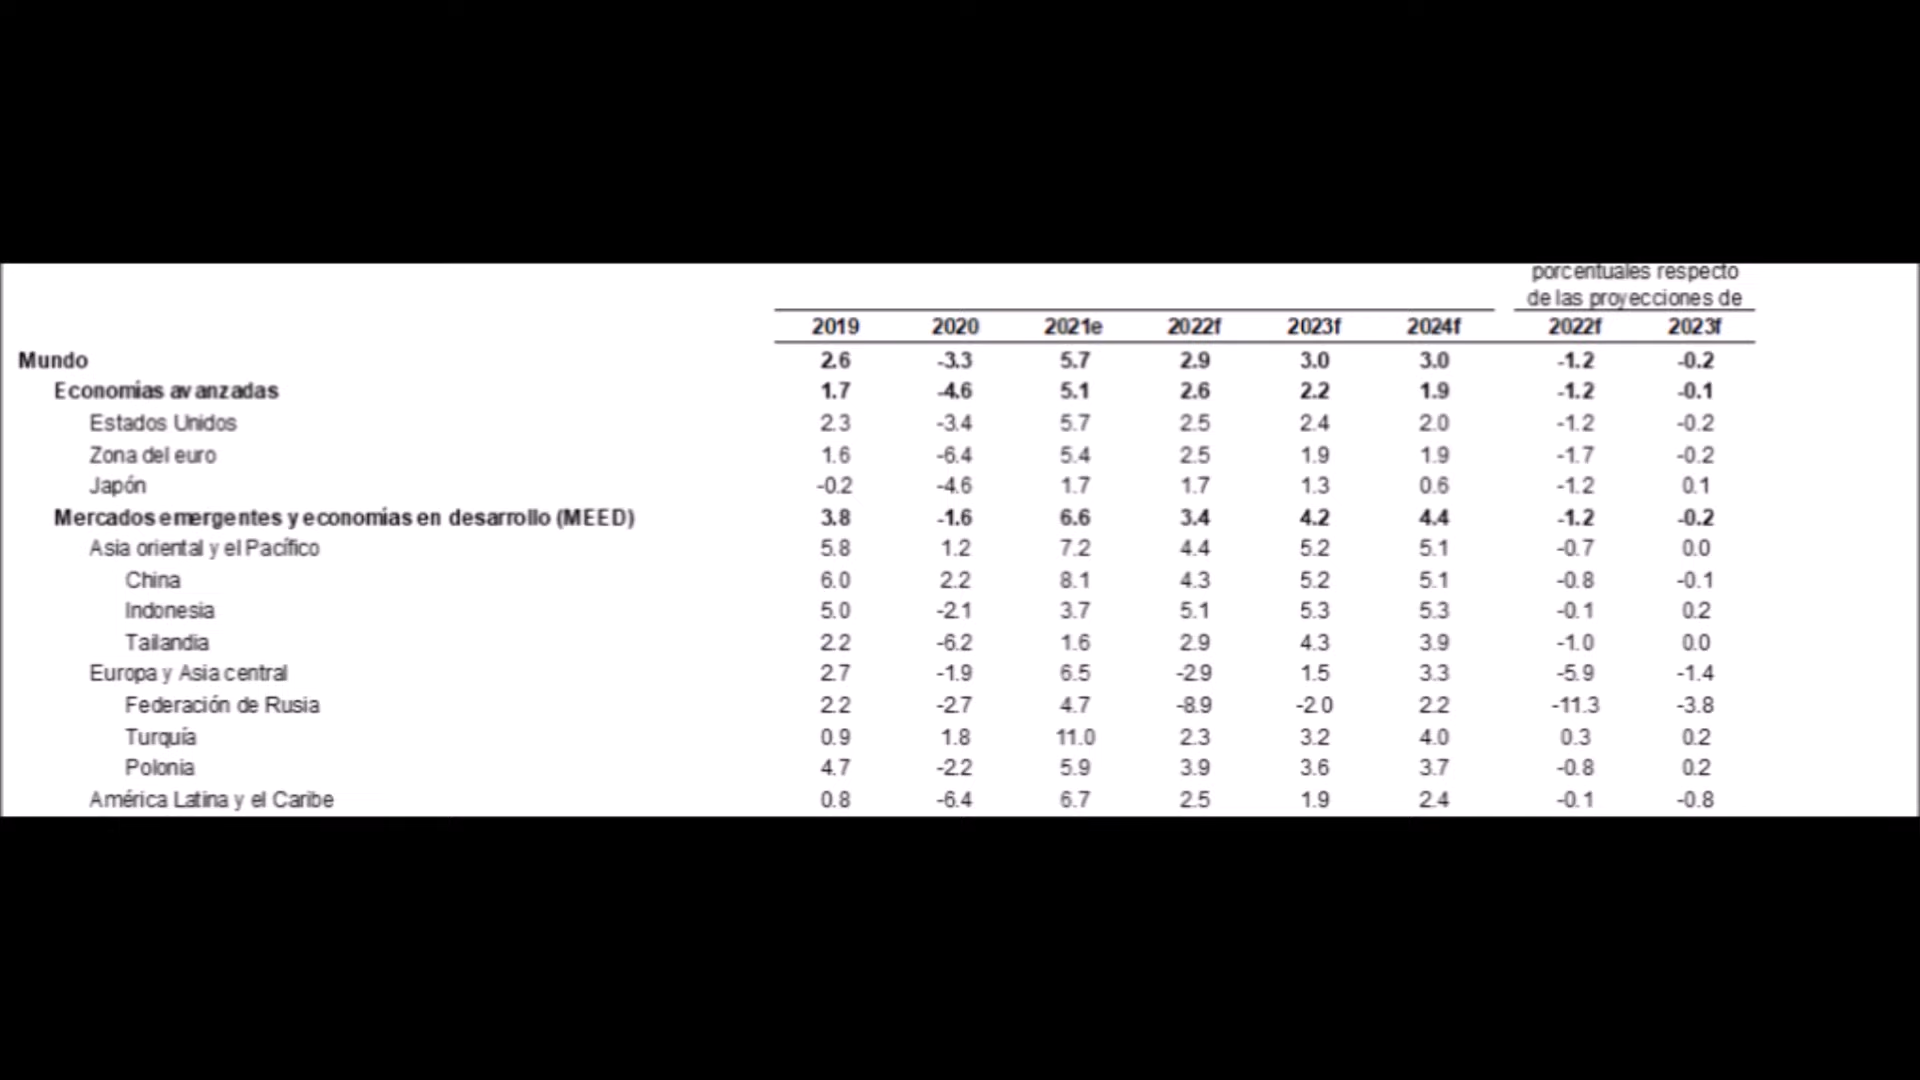 porcentuales respecto
de las proyecciones de
2019 2020 2021e 2022f 2023f 2024f 2022f 2023f
Mundo 2.6 -3.3 5.7 2.9 3.0 3.0 -1.2 -0.2
Economías avanzadas 1.7 -4.6 5.1 2.6 2.2 1.9 -1.2 -0.1
Estados Unidos 2.3 -3.4 5.7 2.5 2.4 2.0 -1.2 -0.2
Zona del euro 1.6 -6.4 5.4 2.5 1.9 1.9 -1.7 -0.2
Japón -0.2 -4.6 1.7 1.7 1.3 0.6 -1.2 0.1
Mercados emergentes y economías en desarrollo (MEED) 3.8 -1.6 6.6 3.4 4.2 4.4 -1.2 -0.2
Asia oriental y el Pacífico 5.8 1.2 7.2 4.4 5.2 5.1 -0.7 0.0
China 6.0 2.2 8.1 4.3 5.2 5.1 -0.8 -0.1
Indonesia 5.0 -2.1 3.7 5.1 5.3 5.3 -0.1 0.2
Tailandia 2.2 -6.2 1.6 2.9 4.3 3.9 -1.0 0.0
Europa y Asia central 2.7 -1.9 6.5 -2.9 1.5 3.3 -5.9 -1.4
Federación de Rusia 2.2 -2.7 4.7 -8.9 -2.0 2.2 -11.3 -3.8
Turquía 0.9 1.8 11.0 2.3 3.2 4.0 0.3 0.2
Polonia 4.7 -2.2 5.9 3.9 3.6 3.7 -0.8 0.2
América Latina y el Caribe 0.8 -6.4 6.7 2.5 1.9 2.4 -0.1 -0.8